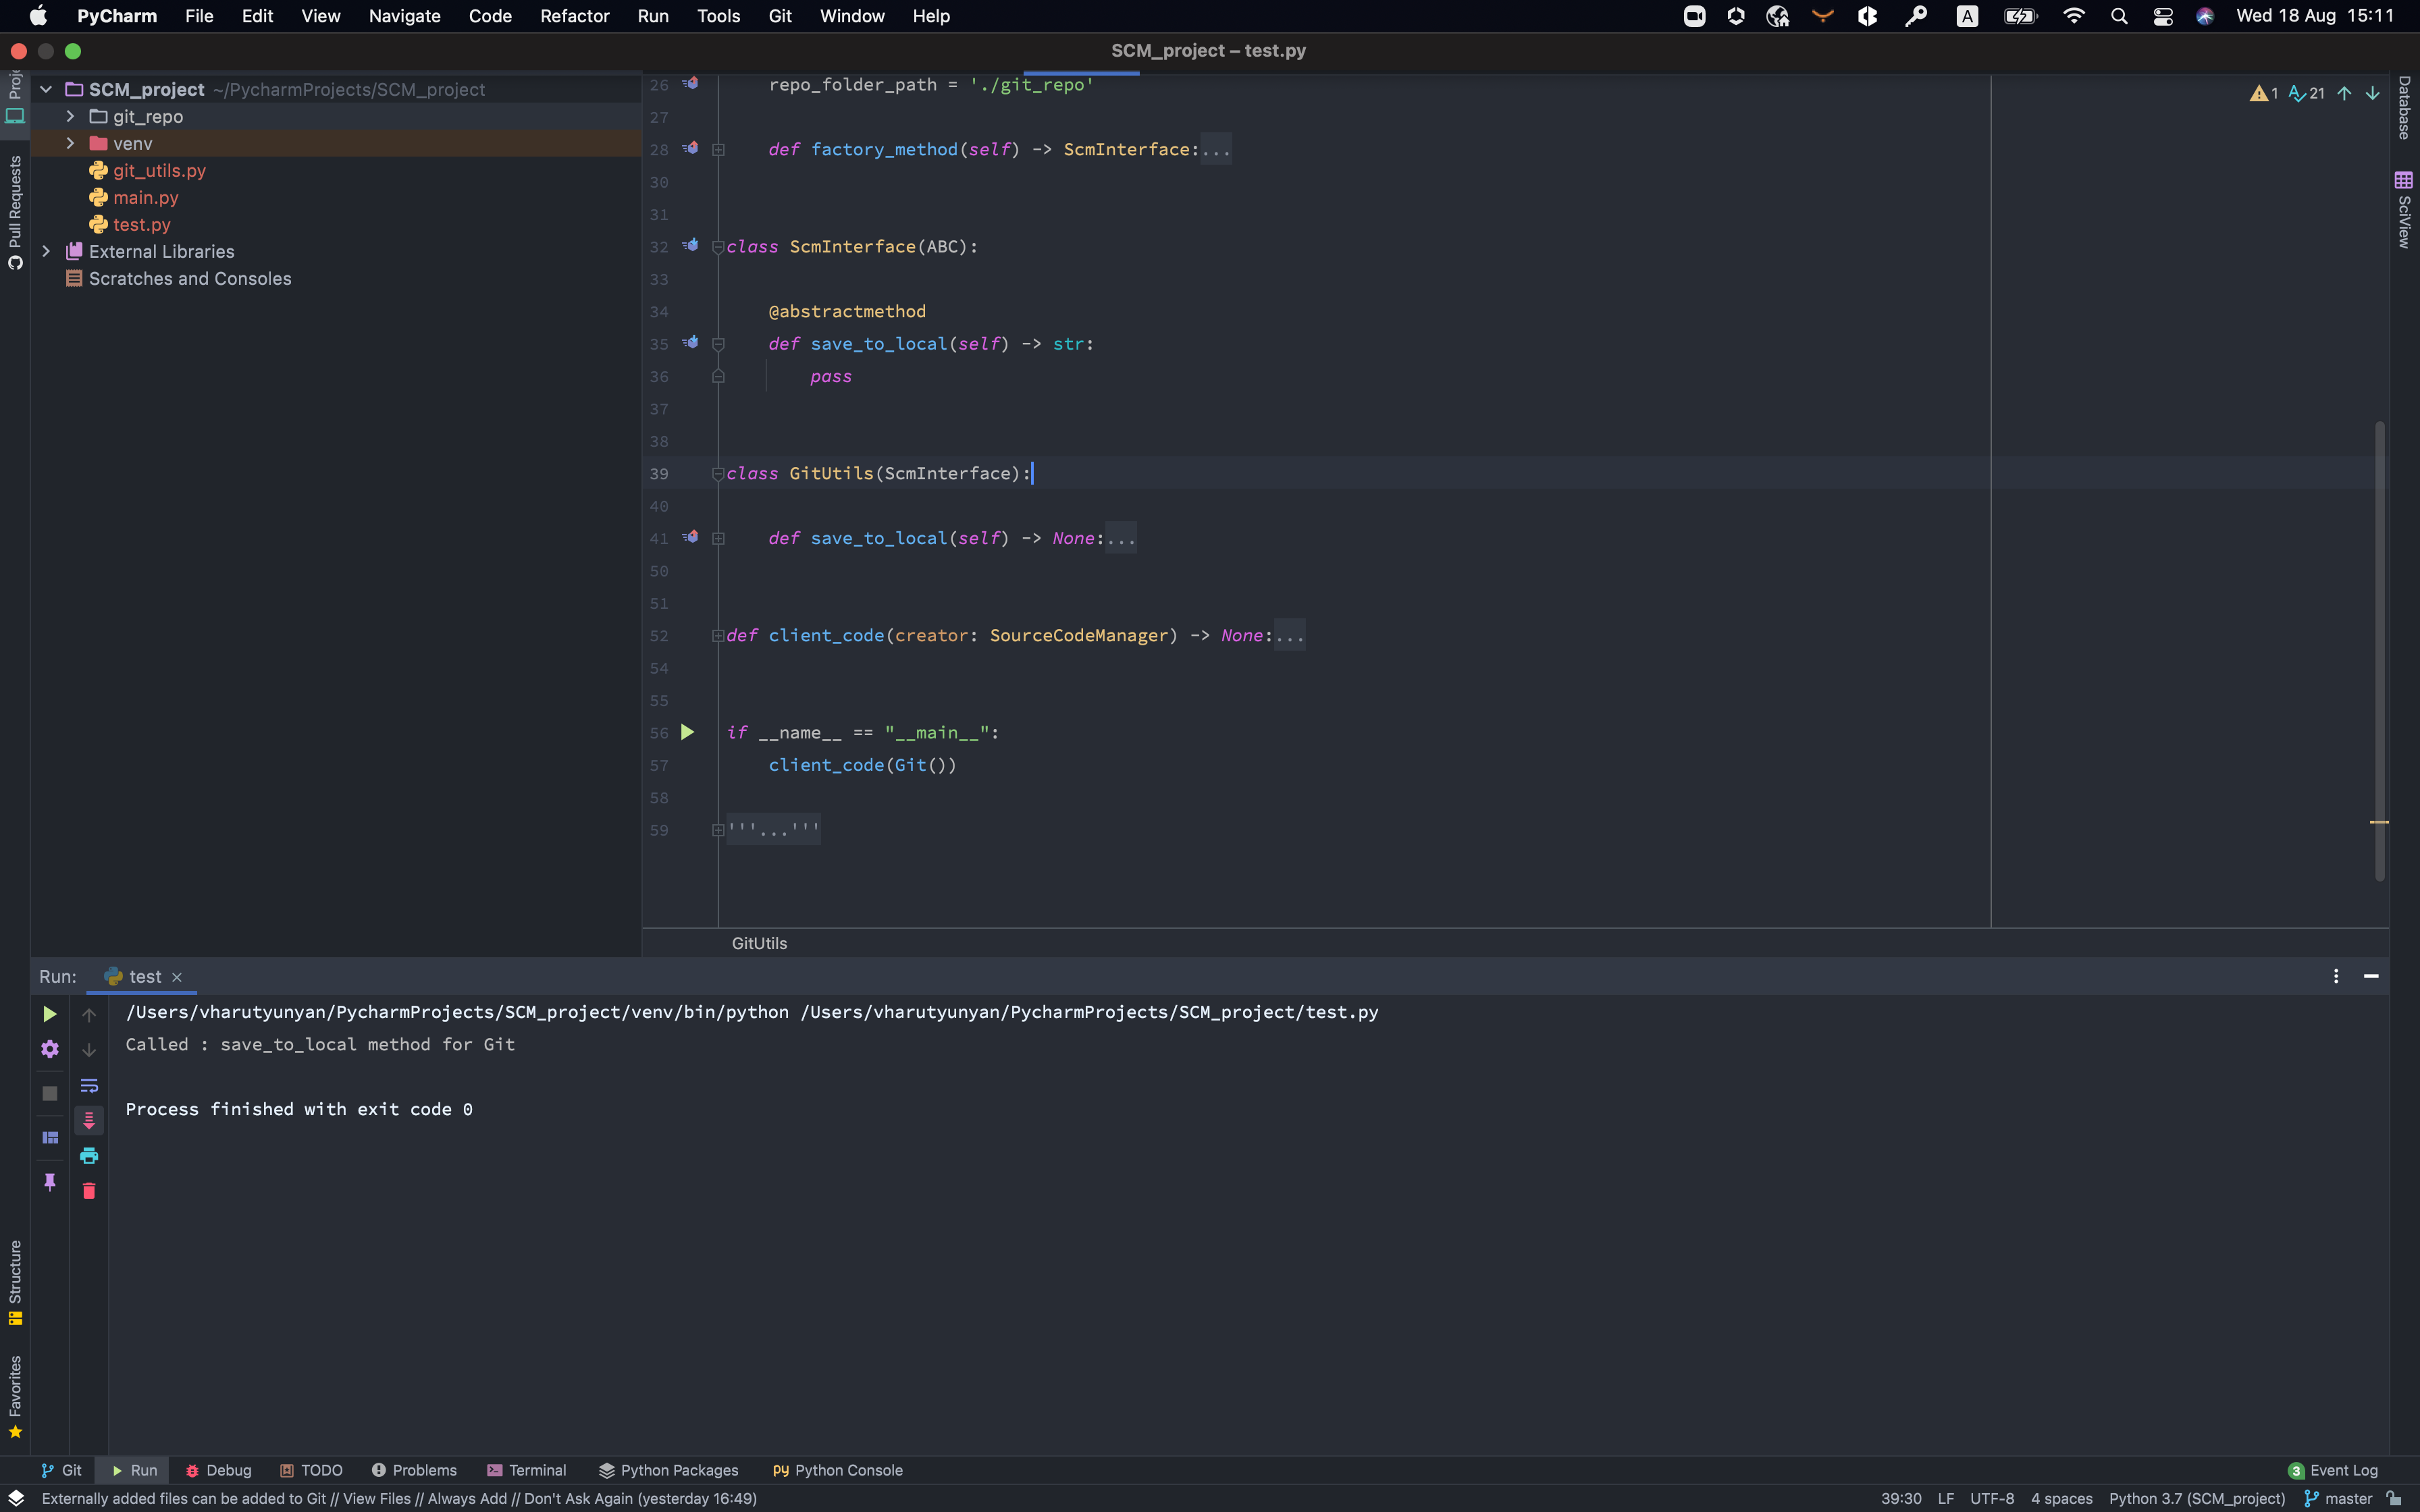 PyCharm File Edit View Navigate Code Refactor Run Tools Git Window Help A Wed 18 Aug 15:11
SCM_project – test.py
Pull Requests
Structure
Favorites
SCM_project ~/PycharmProjects/SCM_project
git_repo
venv
git_utils.py
main.py
test.py
External Libraries
Scratches and Consoles
26 repo_folder_path = './git_repo'
27
28 def factory_method(self) -> ScmInterface:...
30
31
32 class ScmInterface(ABC):
33
34 @abstractmethod
35 def save_to_local(self) -> str:
36 pass
37
38
39 class GitUtils(ScmInterface):
40
41 def save_to_local(self) -> None:...
50
51
52 def client_code(creator: SourceCodeManager) -> None:...
54
55
56 if __name__ == "__main__":
57 client_code(Git())
58
59 '''...'''
1 21
Database
SciView
GitUtils
Run: test
/Users/vharutyunyan/PycharmProjects/SCM_project/venv/bin/python /Users/vharutyunyan/PycharmProjects/SCM_project/test.py
Called : save_to_local method for Git
Process finished with exit code 0
Git Run Debug TODO Problems Terminal Python Packages Python Console 3 Event Log
Externally added files can be added to Git // View Files // Always Add // Don't Ask Again (yesterday 16:49) 39:30 LF UTF-8 4 spaces Python 3.7 (SCM_project) master